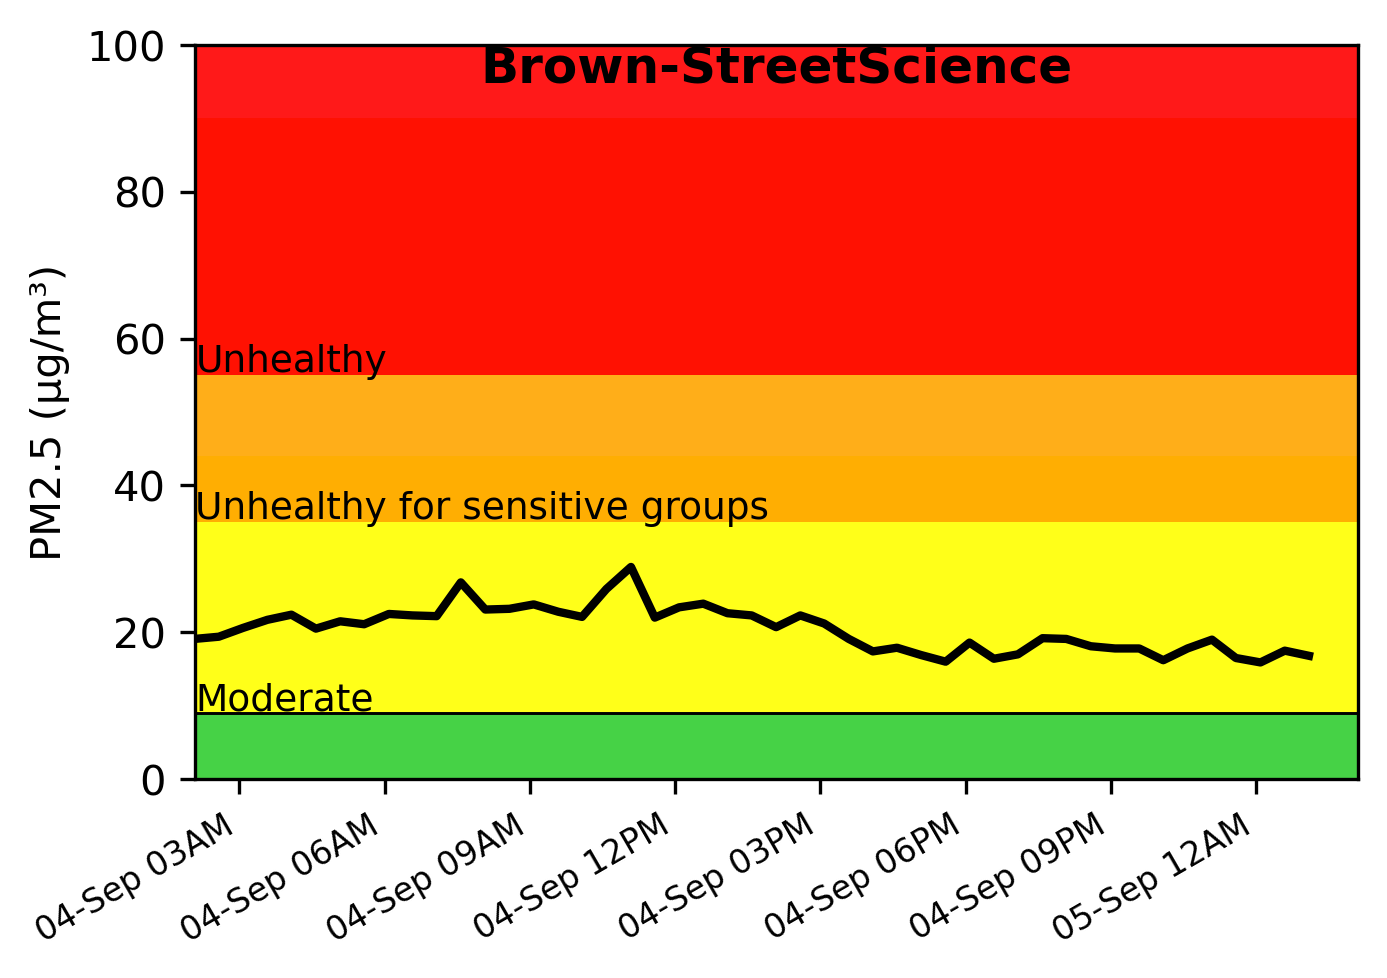 Brown-StreetScience
PM2.5 (µg/m³)
100
80
60
40
20
0
Unhealthy
Unhealthy for sensitive groups
Moderate
04-Sep 03AM
04-Sep 06AM
04-Sep 09AM
04-Sep 12PM
04-Sep 03PM
04-Sep 06PM
04-Sep 09PM
05-Sep 12AM